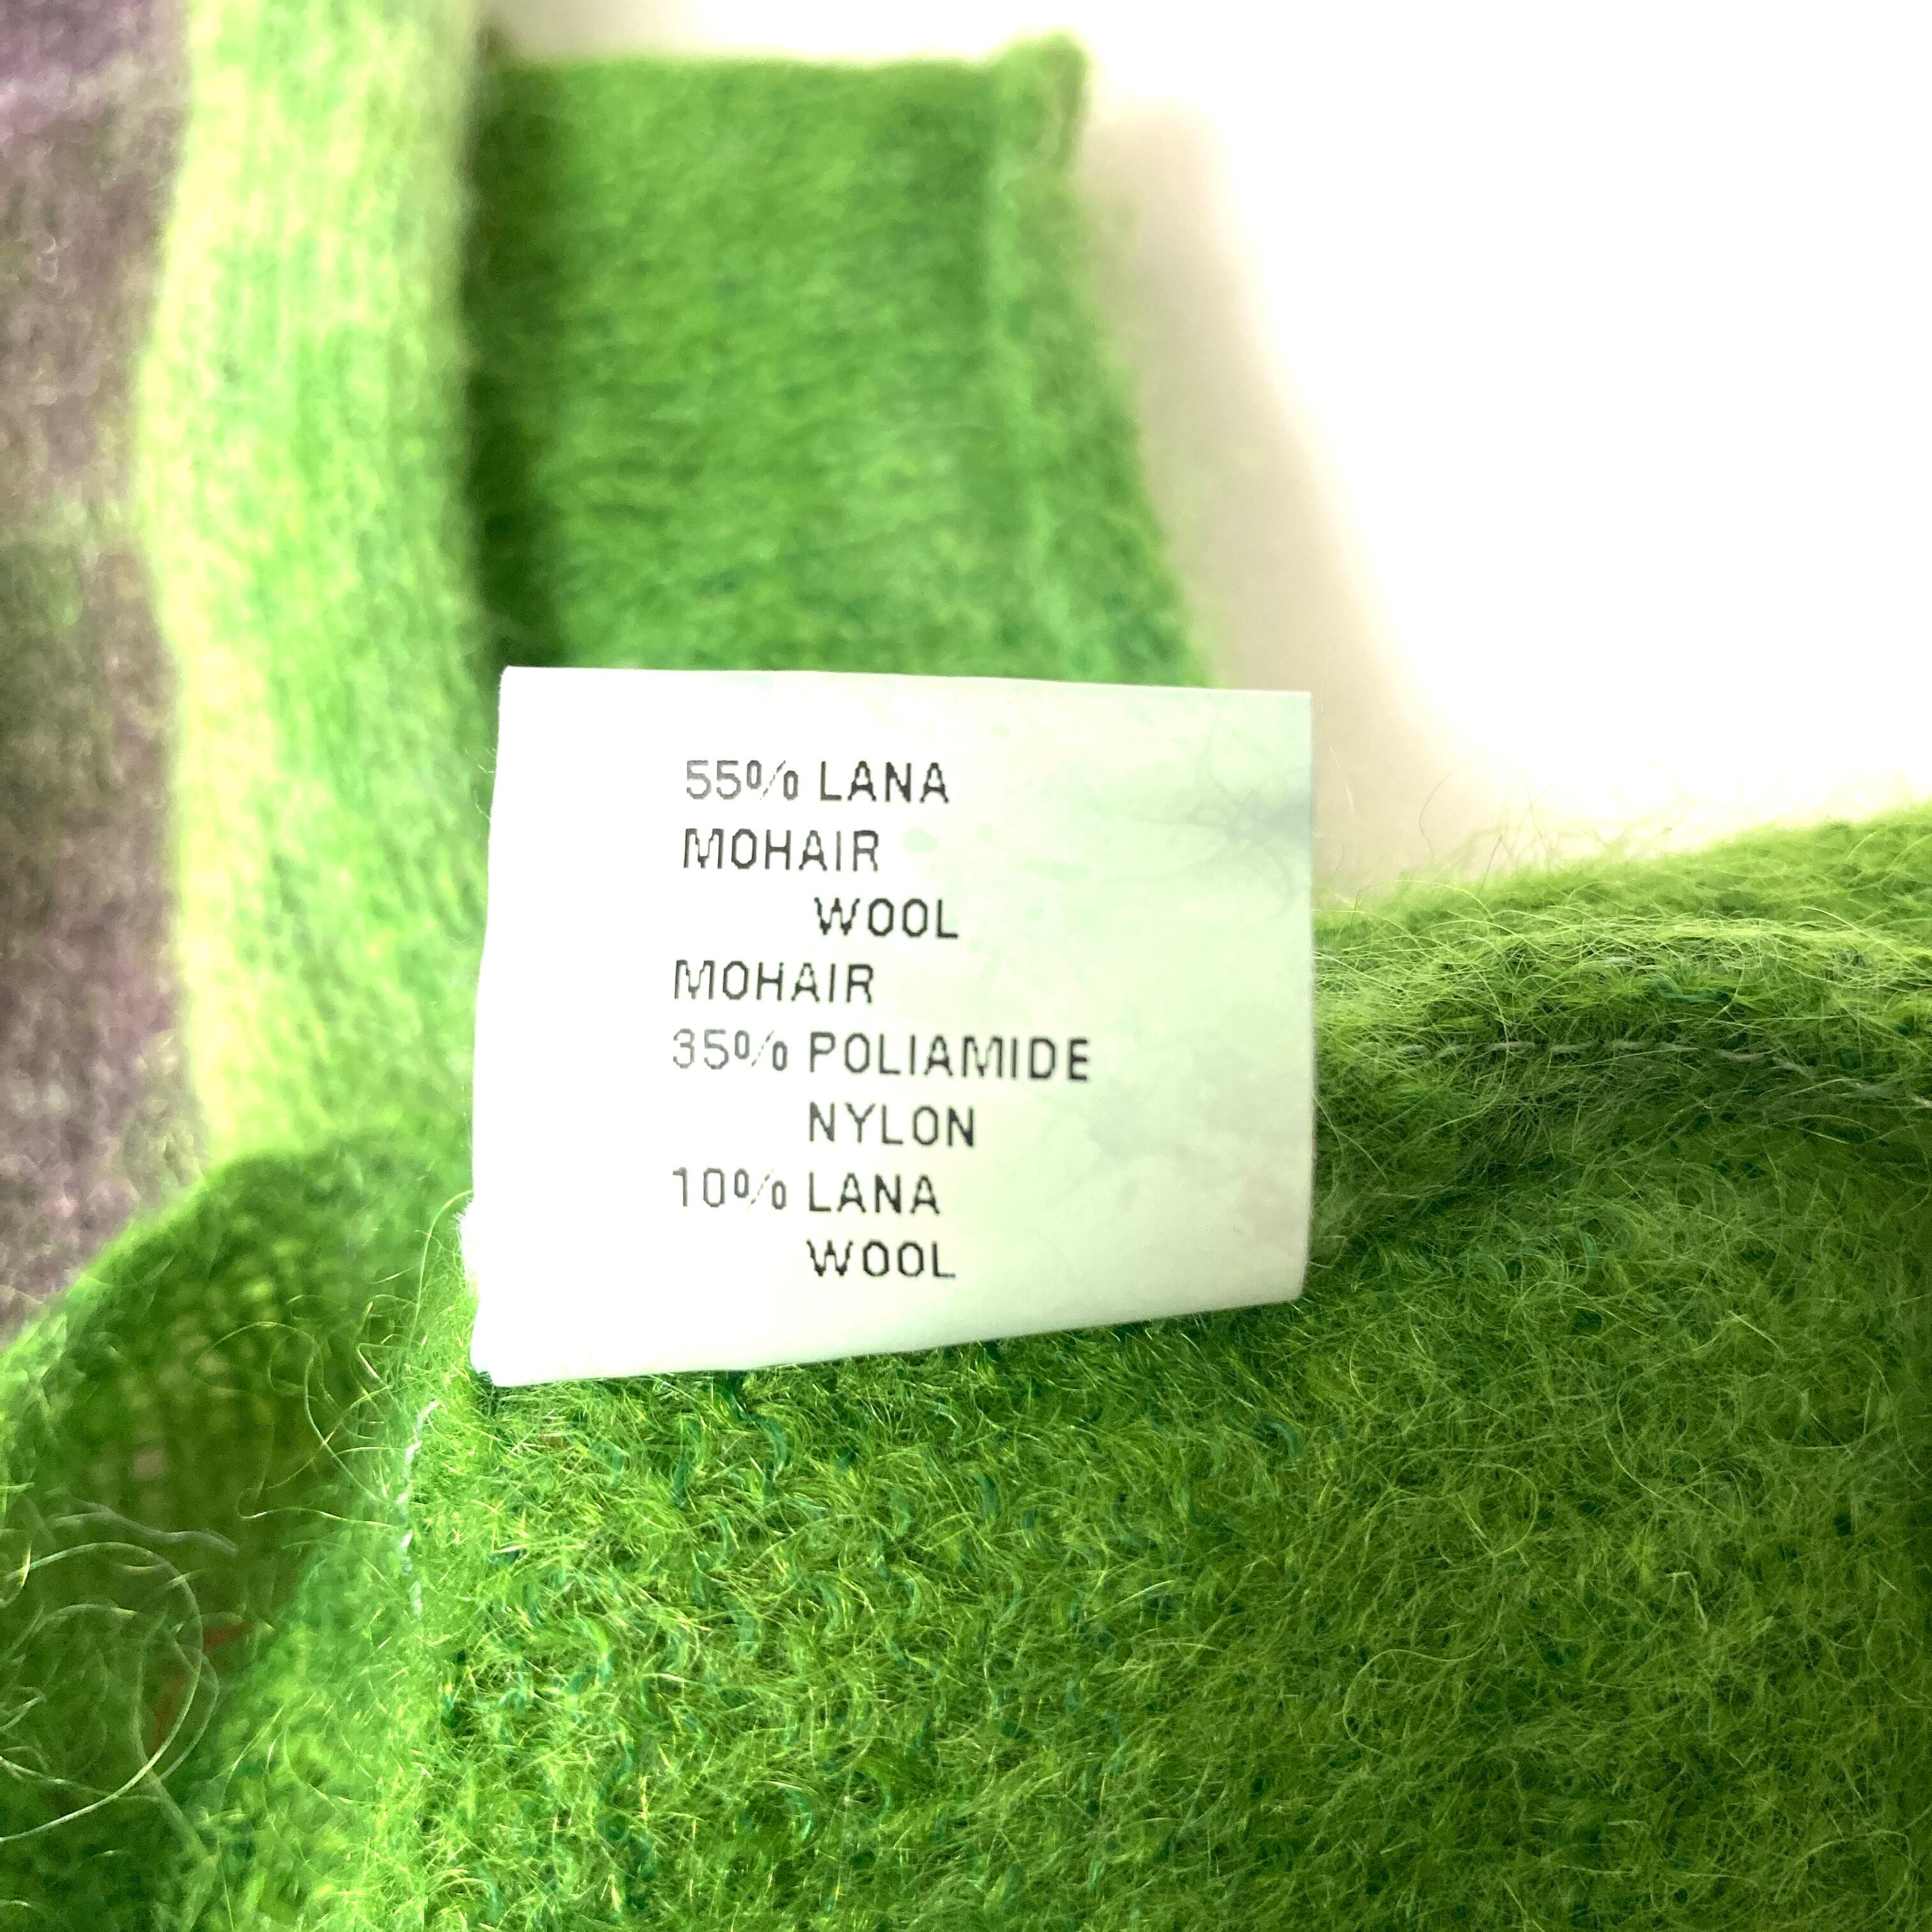 55% LANA
MOHAIR
WOOL
MOHAIR
35% POLIAMIDE
NYLON
10% LANA
WOOL